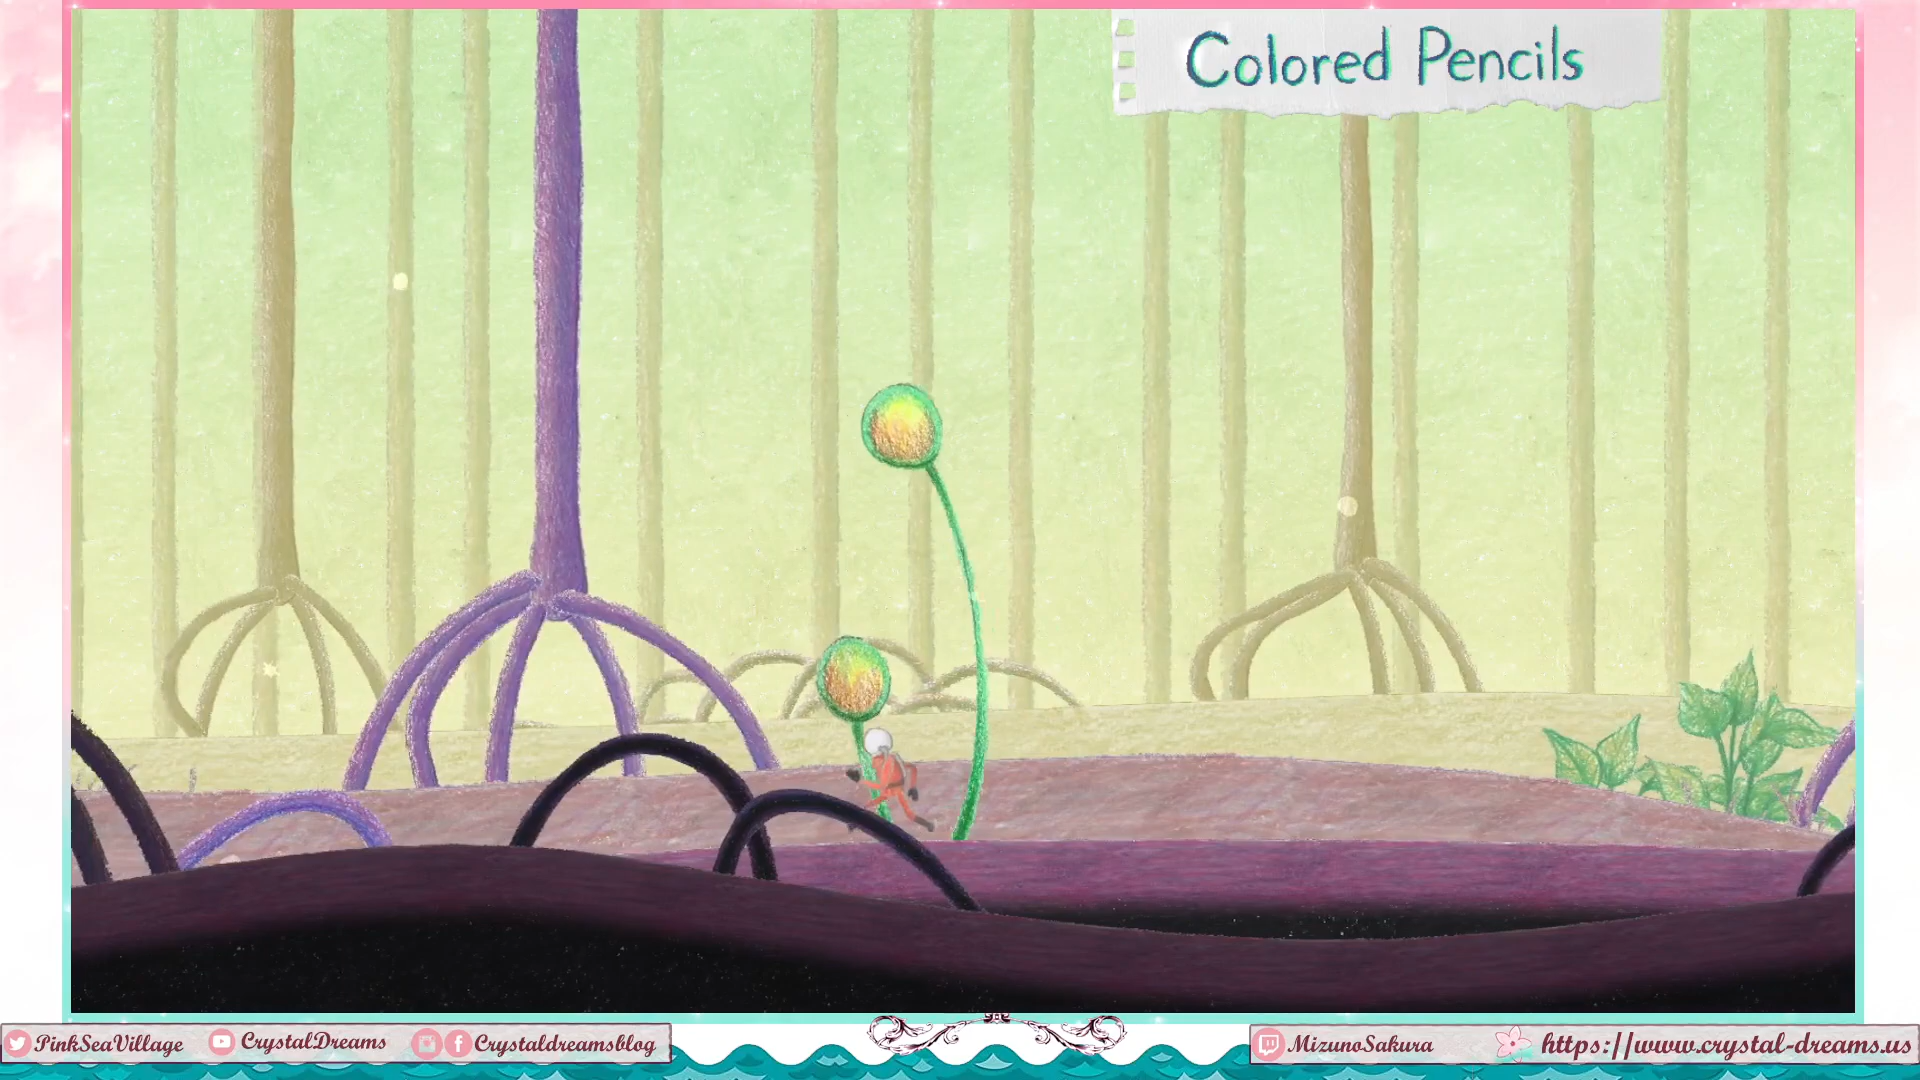 Colored Pencils
PinkSeaVillage
CrystalDreams
Crystaldreamsblog
MizunoSakura
https://www.crystal-dreams.us